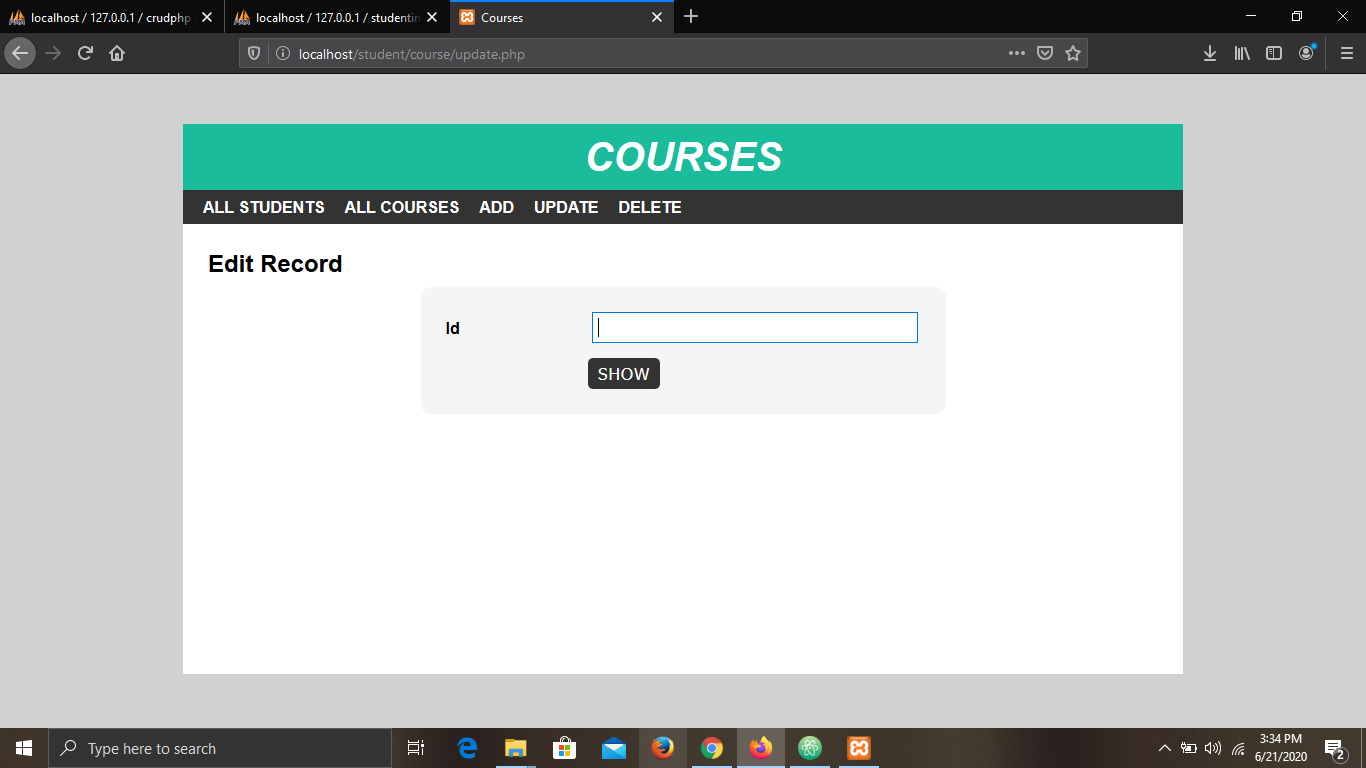 localhost / 127.0.0.1 / crudphp
localhost / 127.0.0.1 / studentin
Courses
localhost/student/course/update.php
COURSES
ALL STUDENTS ALL COURSES ADD UPDATE DELETE
Edit Record
Id
SHOW
Type here to search
3:34 PM
6/21/2020
2